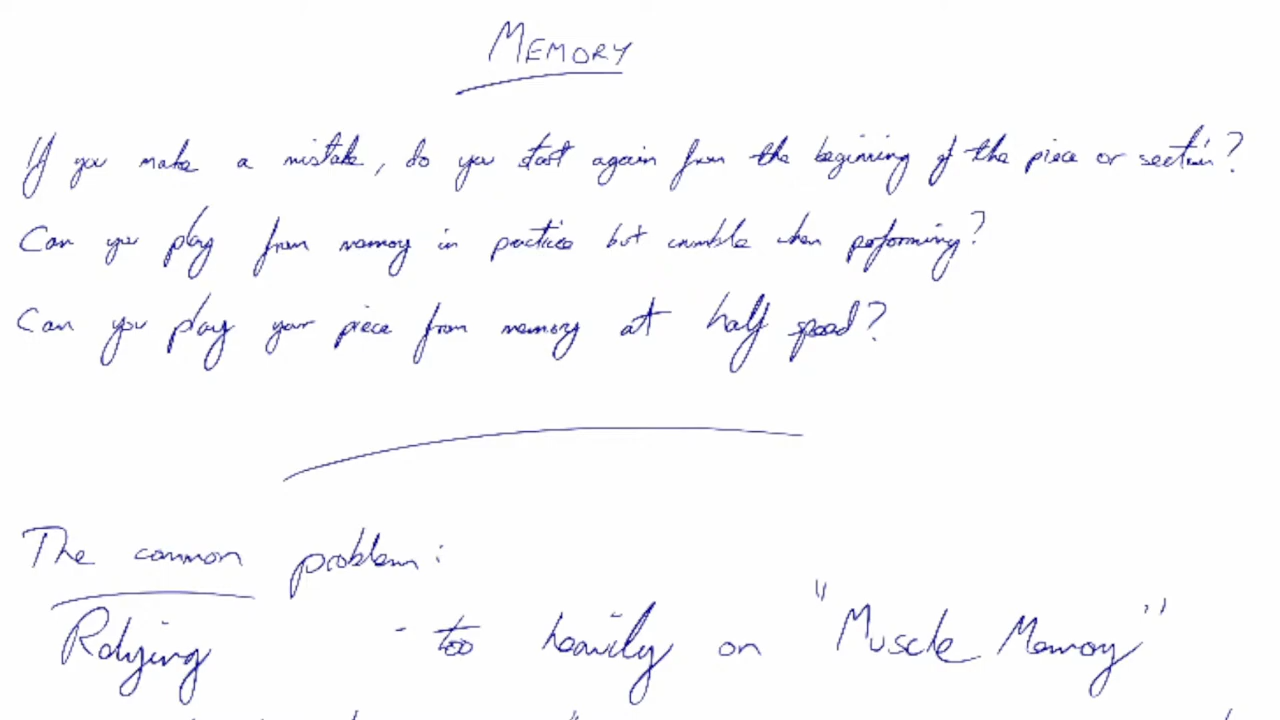 MEMORY
If you make a mistake, do you start again from the beginning of the piece or section?
Can you play from memory in practice but crumble when performing?
Can you play your piece from memory at half speed?
The common problem:
Relying - too heavily on "Muscle Memory"